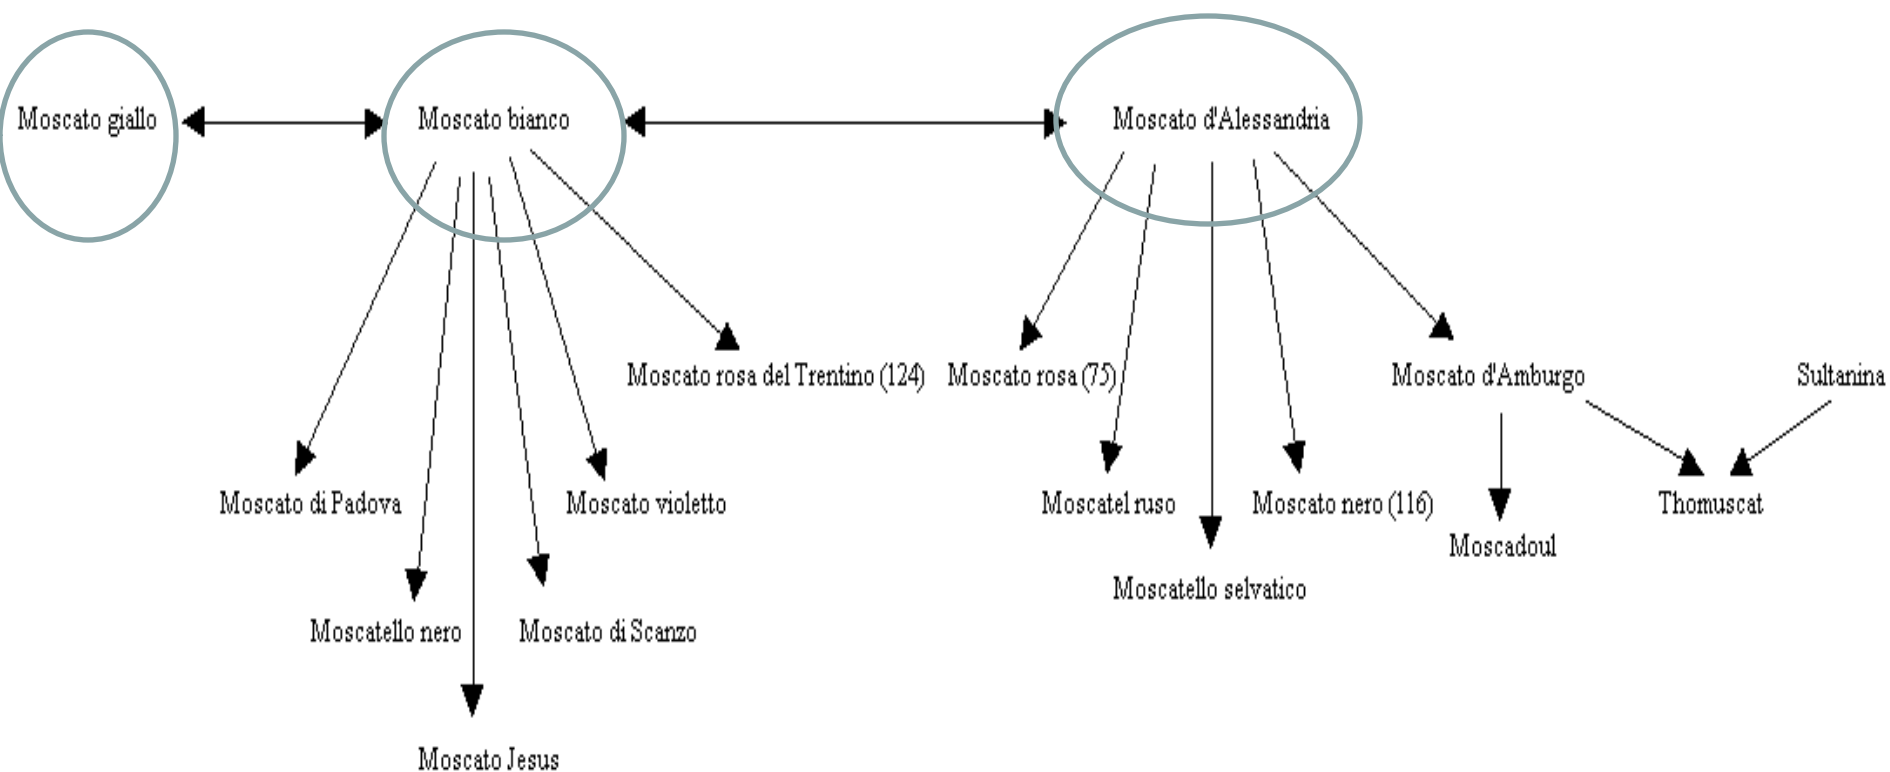 Moscato giallo
Moscato bianco
Moscato d'Alessandria
Moscato rosa del Trentino (124)
Moscato rosa (75)
Moscato d'Amburgo
Sultanina
Moscato di Padova
Moscato violetto
Moscatel ruso
Moscato nero (116)
Thomuscat
Moscadoul
Moscatello selvatico
Moscatello nero
Moscato di Scanzo
Moscato Jesus